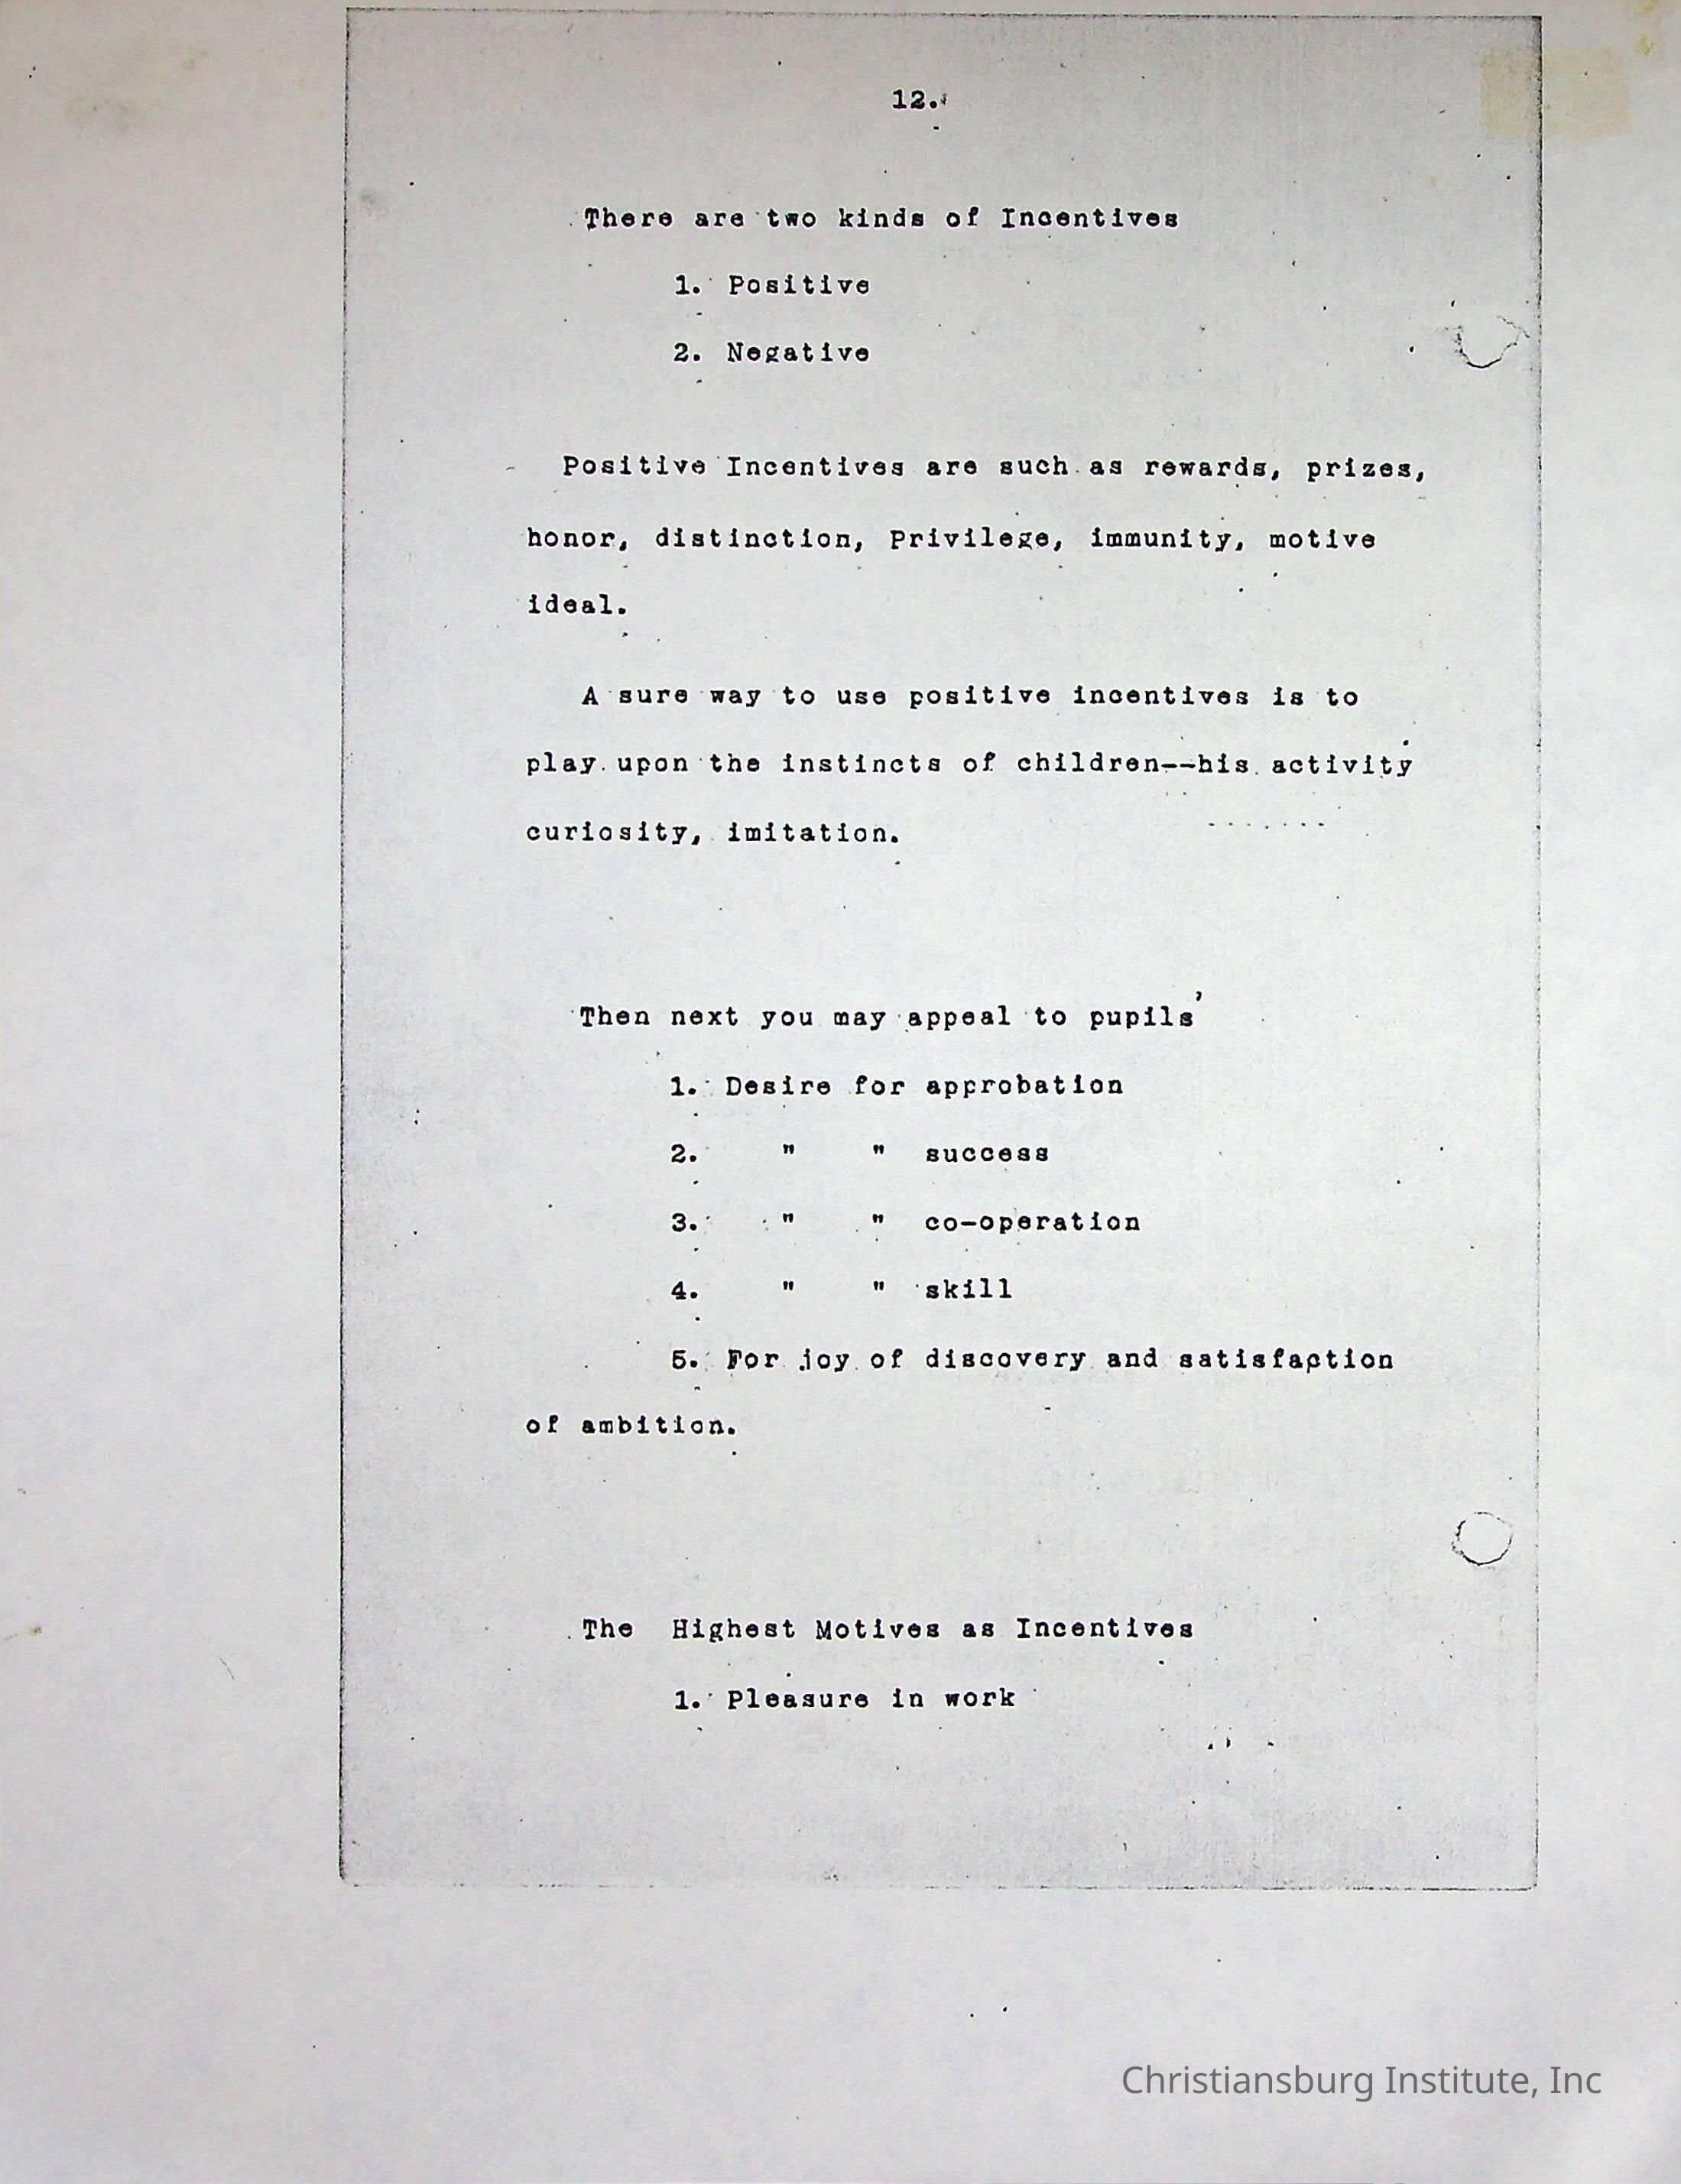 12.
There are two kinds of Incentives
1. Positive
2. Negative
Positive Incentives are such as rewards, prizes,
honor, distinction, Privilege, immunity, motive
ideal.
A sure way to use positive incentives is to
play upon the instincts of children--his activity
curiosity, imitation.
Then next you may appeal to pupils'
1. Desire for approbation
2. " " success
3. " " co-operation
4. " " skill
5. For joy of discovery and satisfaction
of ambition.
The Highest Motives as Incentives
1. Pleasure in work
Christiansburg Institute, Inc